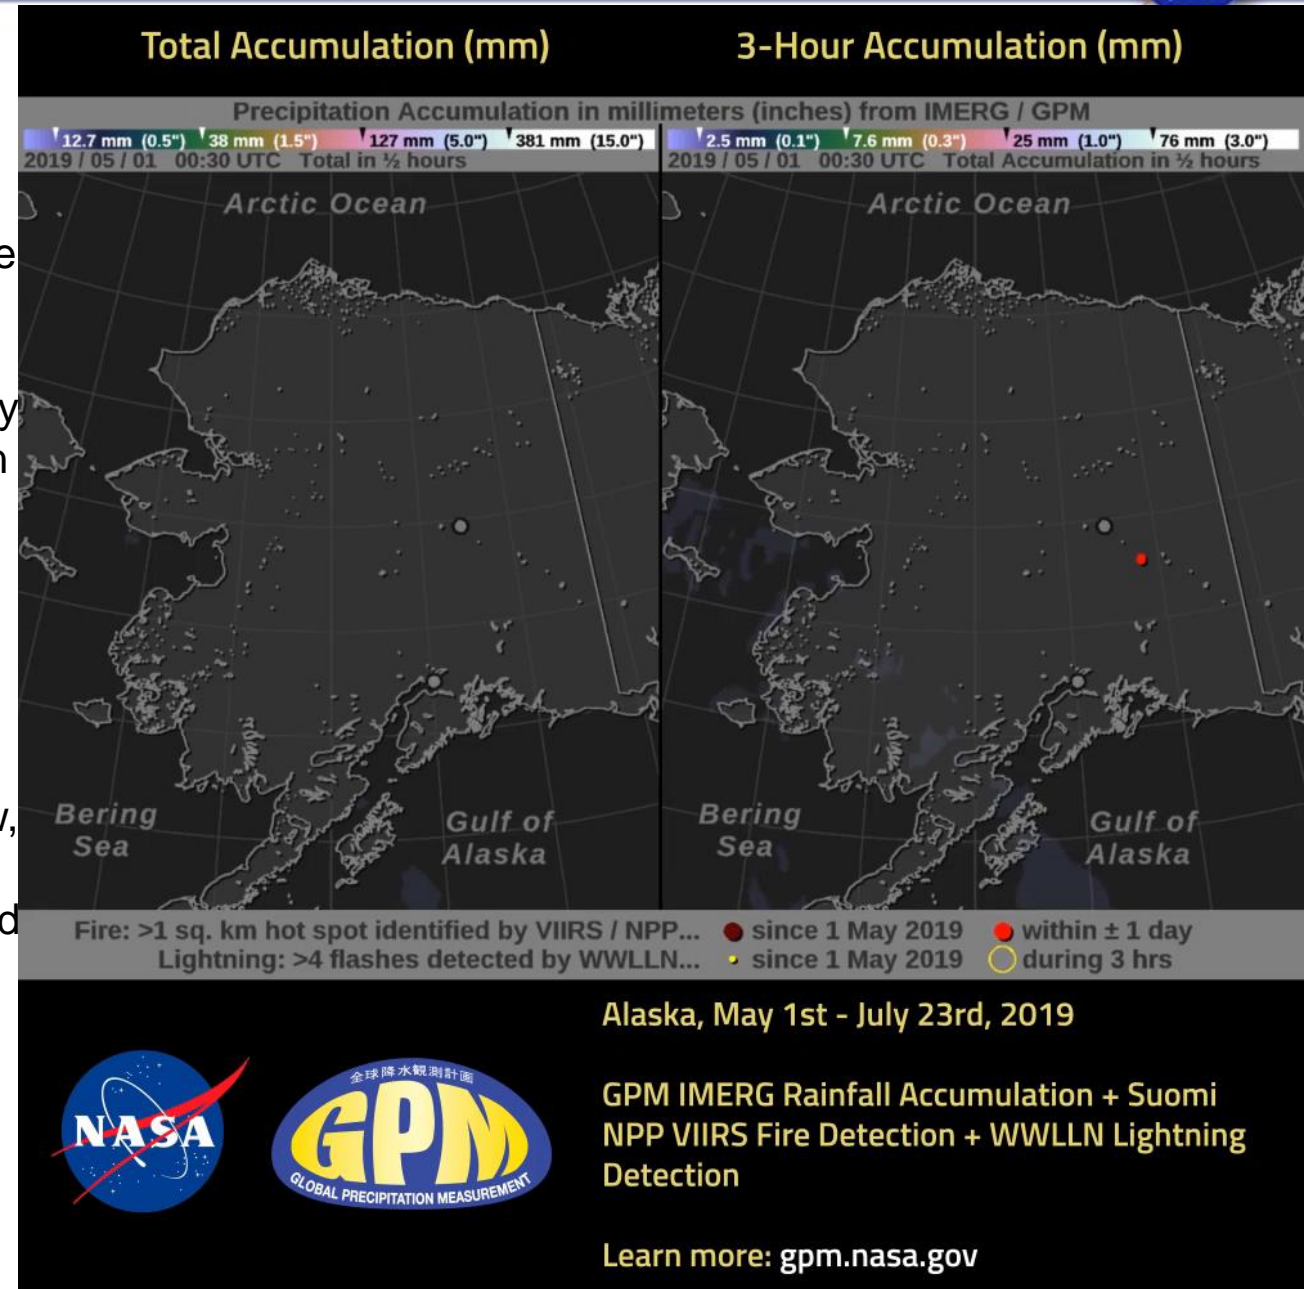 Total Accumulation (mm)
3-Hour Accumulation (mm)
Precipitation Accumulation in millimeters (inches) from IMERG / GPM
12.7 mm (0.5") 38 mm (1.5") 127 mm (5.0") 381 mm (15.0")
2.5 mm (0.1") 7.6 mm (0.3") 25 mm (1.0") 76 mm (3.0")
2019 / 05 / 01 00:30 UTC Total in ½ hours
2019 / 05 / 01 00:30 UTC Total Accumulation in ½ hours
Arctic Ocean
Arctic Ocean
e
y
n
Bering
Sea
Gulf of
Alaska
Bering
Sea
Gulf of
Alaska
d
Fire: >1 sq. km hot spot identified by VIIRS / NPP... since 1 May 2019 within ± 1 day
Lightning: >4 flashes detected by WWLLN... since 1 May 2019 during 3 hrs
Alaska, May 1st - July 23rd, 2019
GPM IMERG Rainfall Accumulation + Suomi
NPP VIIRS Fire Detection + WWLLN Lightning
Detection
Learn more: gpm.nasa.gov
NASA
全球降水観測計画
GPM
GLOBAL PRECIPITATION MEASUREMENT